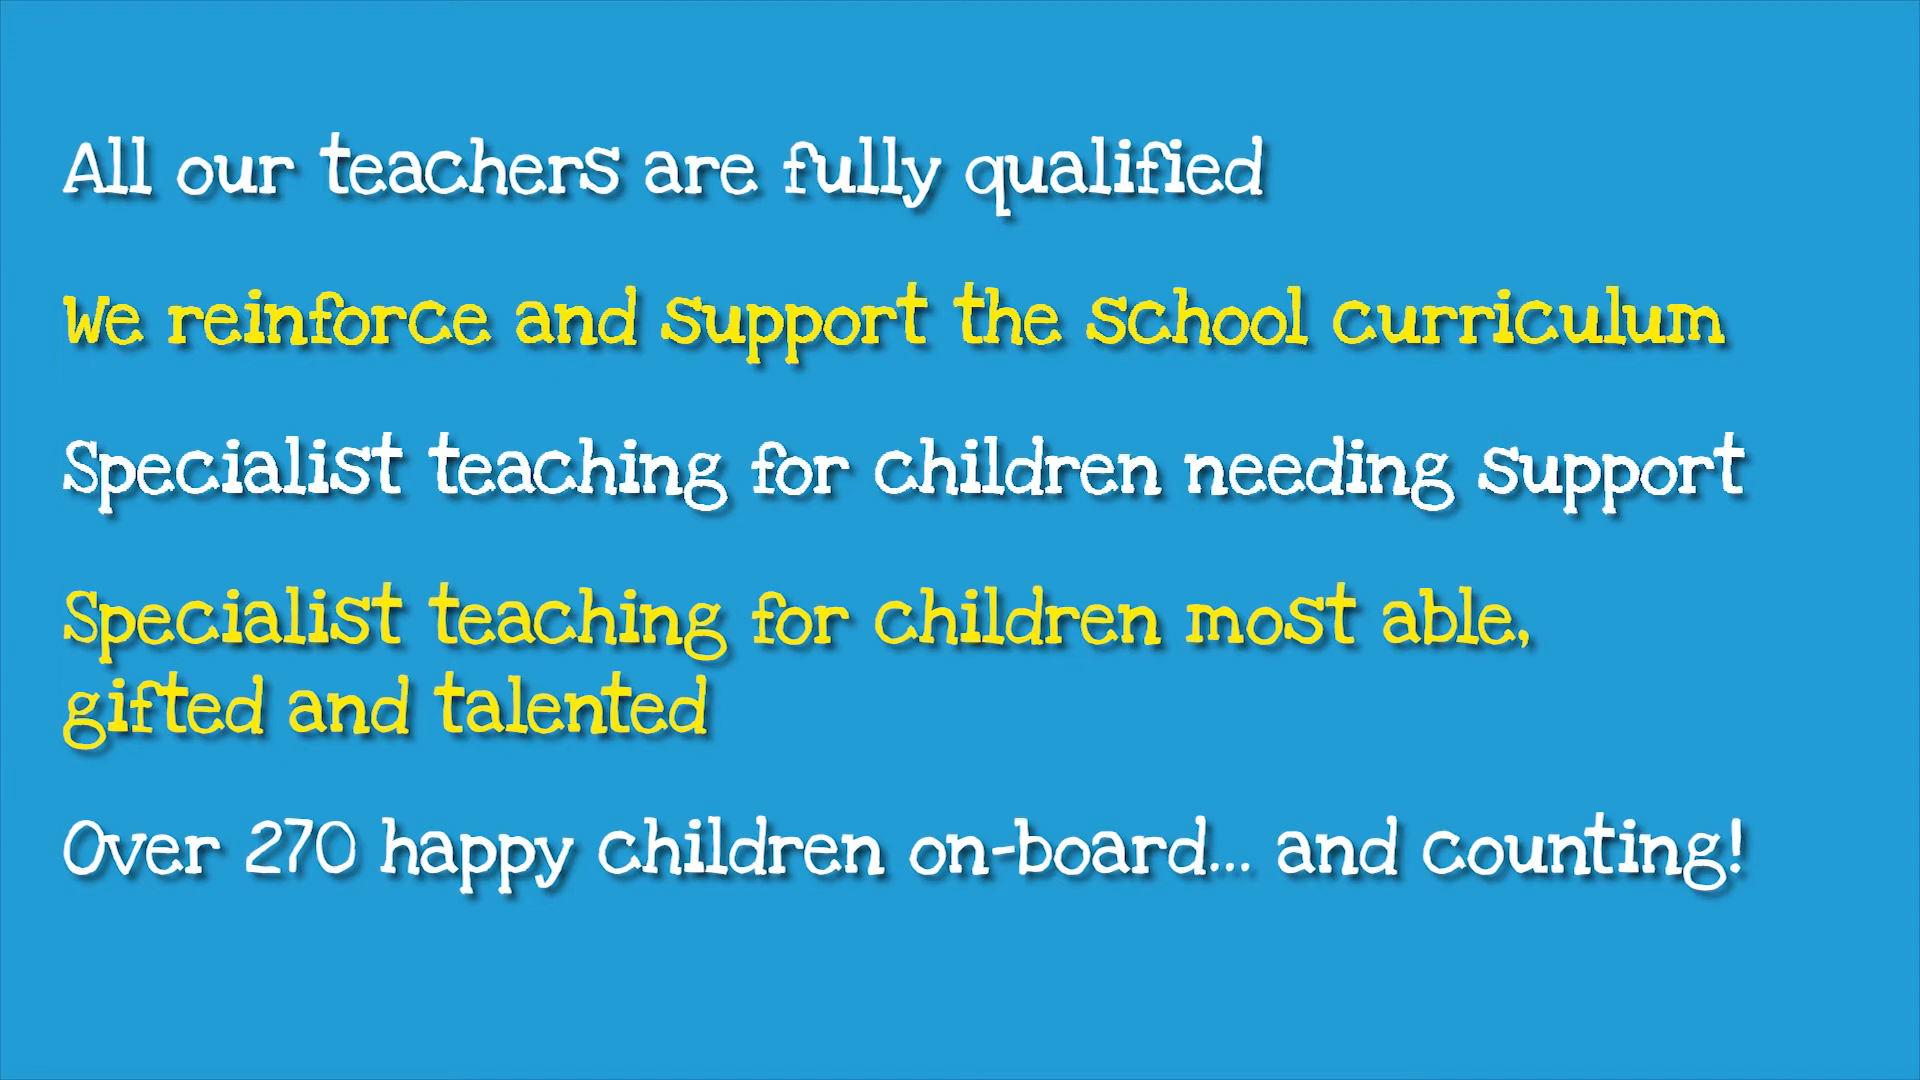 All our teachers are fully qualified
We reinforce and support the school curriculum
Specialist teaching for children needing support
Specialist teaching for children most able,
gifted and talented
Over 270 happy children on-board... and counting!